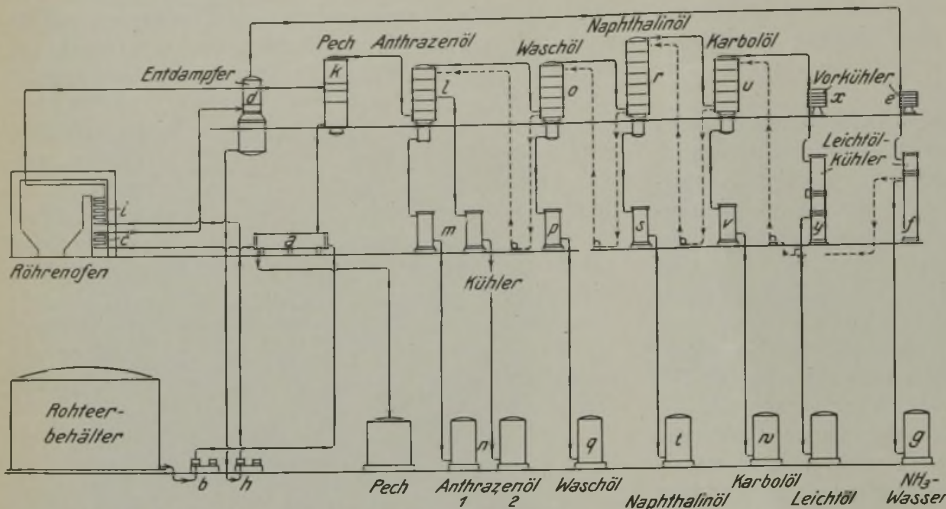 Naphthalinöl
Pech Anthrazenöl Waschöl Karbolöl
Entdampfer
k
l
o
r
u
Vorkühler
x
e
d
Leichtöl-
kühler
i
c
a
m
p
s
v
y
f
Röhrenofen
Kühler
Rohteer-
behälter
b
h
n
q
t
w
g
Pech
Anthrazenöl
1 2
Waschöl
Naphthalinöl
Karbolöl
Leichtöl
NH₃-
Wasser